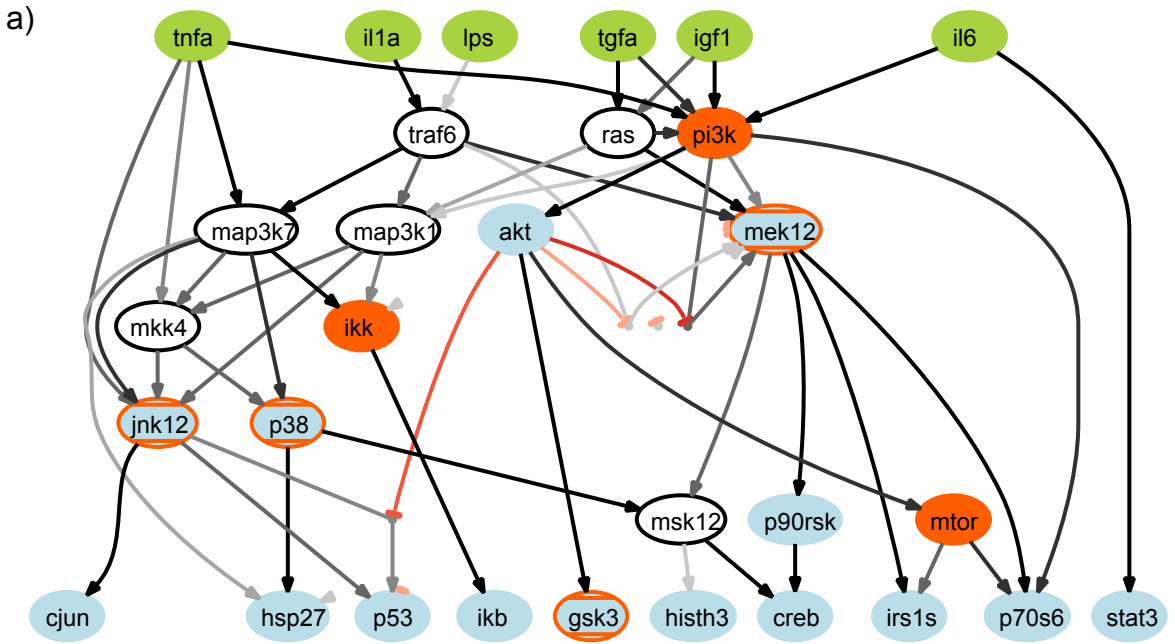 a)
tnfa il1a lps tgfa igf1 il6
traf6 ras pi3k
map3k7 map3k1 akt mek12
mkk4 ikk
jnk12 p38
msk12 p90rsk mtor
cjun hsp27 p53 ikb gsk3 histh3 creb irs1s p70s6 stat3